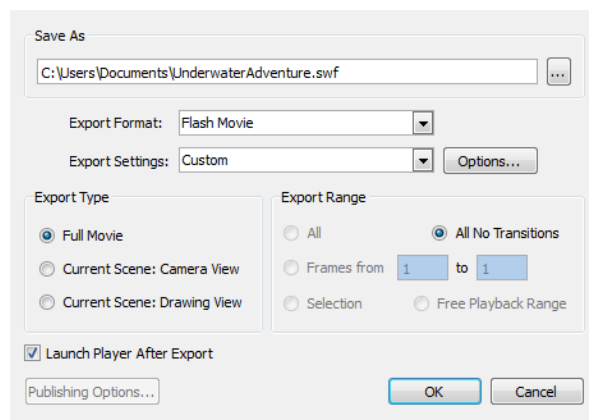 Save As
C:\Users\Documents\UnderwaterAdventure.swf ...
Export Format: Flash Movie
Export Settings: Custom Options...
Export Type Export Range
Full Movie All All No Transitions
Current Scene: Camera View Frames from 1 to 1
Current Scene: Drawing View Selection Free Playback Range
Launch Player After Export
Publishing Options... OK Cancel